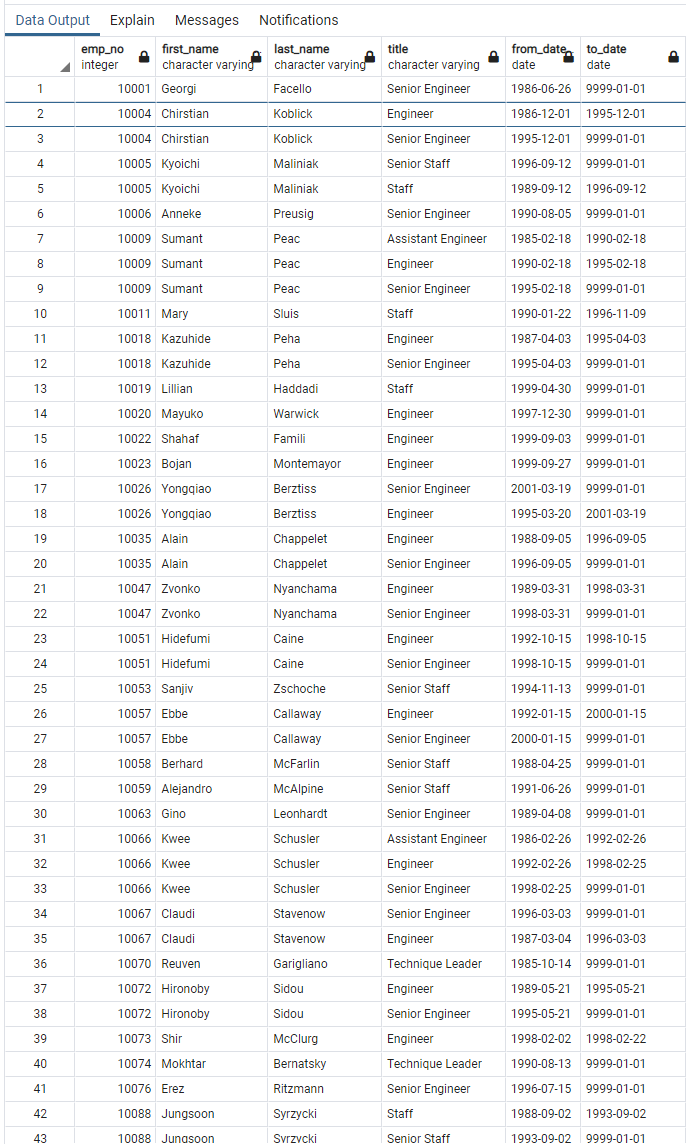 Data Output Explain Messages Notifications
emp_no first_name last_name title from_date to_date
integer character varying character varying character varying date date
1 10001 Georgi Facello Senior Engineer 1986-06-26 9999-01-01
2 10004 Chirstian Koblick Engineer 1986-12-01 1995-12-01
3 10004 Chirstian Koblick Senior Engineer 1995-12-01 9999-01-01
4 10005 Kyoichi Maliniak Senior Staff 1996-09-12 9999-01-01
5 10005 Kyoichi Maliniak Staff 1989-09-12 1996-09-12
6 10006 Anneke Preusig Senior Engineer 1990-08-05 9999-01-01
7 10009 Sumant Peac Assistant Engineer 1985-02-18 1990-02-18
8 10009 Sumant Peac Engineer 1990-02-18 1995-02-18
9 10009 Sumant Peac Senior Engineer 1995-02-18 9999-01-01
10 10011 Mary Sluis Staff 1990-01-22 1996-11-09
11 10018 Kazuhide Peha Engineer 1987-04-03 1995-04-03
12 10018 Kazuhide Peha Senior Engineer 1995-04-03 9999-01-01
13 10019 Lillian Haddadi Staff 1999-04-30 9999-01-01
14 10020 Mayuko Warwick Engineer 1997-12-30 9999-01-01
15 10022 Shahaf Famili Engineer 1999-09-03 9999-01-01
16 10023 Bojan Montemayor Engineer 1999-09-27 9999-01-01
17 10026 Yongqiao Berztiss Senior Engineer 2001-03-19 9999-01-01
18 10026 Yongqiao Berztiss Engineer 1995-03-20 2001-03-19
19 10035 Alain Chappelet Engineer 1988-09-05 1996-09-05
20 10035 Alain Chappelet Senior Engineer 1996-09-05 9999-01-01
21 10047 Zvonko Nyanchama Engineer 1989-03-31 1998-03-31
22 10047 Zvonko Nyanchama Senior Engineer 1998-03-31 9999-01-01
23 10051 Hidefumi Caine Engineer 1992-10-15 1998-10-15
24 10051 Hidefumi Caine Senior Engineer 1998-10-15 9999-01-01
25 10053 Sanjiv Zschoche Senior Staff 1994-11-13 9999-01-01
26 10057 Ebbe Callaway Engineer 1992-01-15 2000-01-15
27 10057 Ebbe Callaway Senior Engineer 2000-01-15 9999-01-01
28 10058 Berhard McFarlin Senior Staff 1988-04-25 9999-01-01
29 10059 Alejandro McAlpine Senior Staff 1991-06-26 9999-01-01
30 10063 Gino Leonhardt Senior Engineer 1989-04-08 9999-01-01
31 10066 Kwee Schusler Assistant Engineer 1986-02-26 1992-02-26
32 10066 Kwee Schusler Engineer 1992-02-26 1998-02-25
33 10066 Kwee Schusler Senior Engineer 1998-02-25 9999-01-01
34 10067 Claudi Stavenow Senior Engineer 1996-03-03 9999-01-01
35 10067 Claudi Stavenow Engineer 1987-03-04 1996-03-03
36 10070 Reuven Garigliano Technique Leader 1985-10-14 9999-01-01
37 10072 Hironoby Sidou Engineer 1989-05-21 1995-05-21
38 10072 Hironoby Sidou Senior Engineer 1995-05-21 9999-01-01
39 10073 Shir McClurg Engineer 1998-02-02 1998-02-22
40 10074 Mokhtar Bernatsky Technique Leader 1990-08-13 9999-01-01
41 10076 Erez Ritzmann Senior Engineer 1996-07-15 9999-01-01
42 10088 Jungsoon Syrzycki Staff 1988-09-02 1993-09-02
43 10088 Jungsoon Syrzycki Senior Staff 1993-09-02 9999-01-01